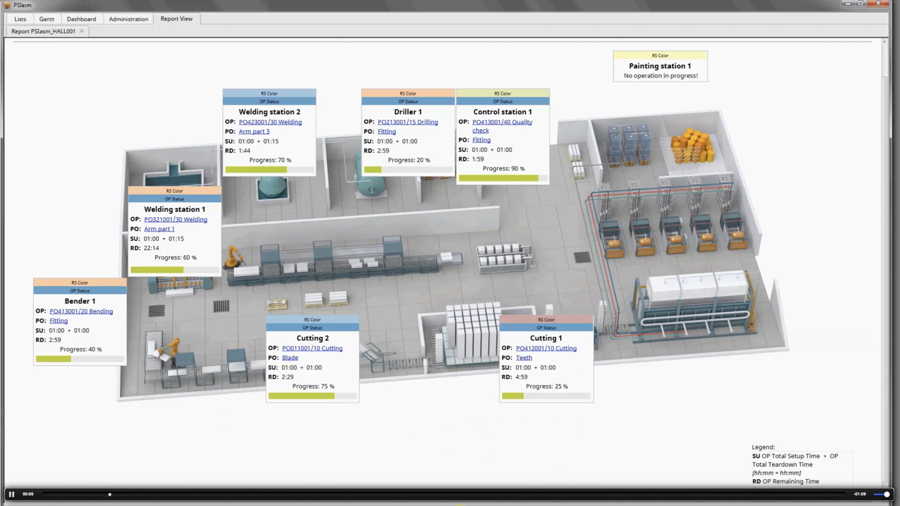 PSIasm
Lists Gantt Dashboard Administration Report View
Report PSIasm_HALL001
RS Color
Painting station 1
No operation in progress!
RS Color
OP Status
Welding station 2
OP: PO423001/30 Welding
PO: Arm part 3
SU: 01:00 + 01:15
RD: 1:44
Progress: 70 %
RS Color
OP Status
Driller 1
OP: PO213001/15 Drilling
PO: Fitting
SU: 01:00 + 01:00
RD: 2:59
Progress: 20 %
RS Color
OP Status
Control station 1
OP: PO413001/40 Quality
check
PO: Fitting
SU: 01:00 + 01:00
RD: 1:59
Progress: 90 %
RS Color
OP Status
Welding station 1
OP: PO321001/30 Welding
PO: Arm part 1
SU: 01:00 + 01:15
RD: 22:14
Progress: 60 %
RS Color
OP Status
Bender 1
OP: PO413001/20 Bending
PO: Fitting
SU: 01:00 + 01:00
RD: 2:59
Progress: 40 %
RS Color
OP Status
Cutting 2
OP: PO011001/10 Cutting
PO: Blade
SU: 01:00 + 01:00
RD: 2:29
Progress: 75 %
RS Color
OP Status
Cutting 1
OP: PO412001/10 Cutting
PO: Teeth
SU: 01:00 + 01:00
RD: 4:59
Progress: 25 %
Legend:
SU OP Total Setup Time + OP
Total Teardown Time
[hh:mm + hh:mm]
RD OP Remaining Time
00:09
-01:09